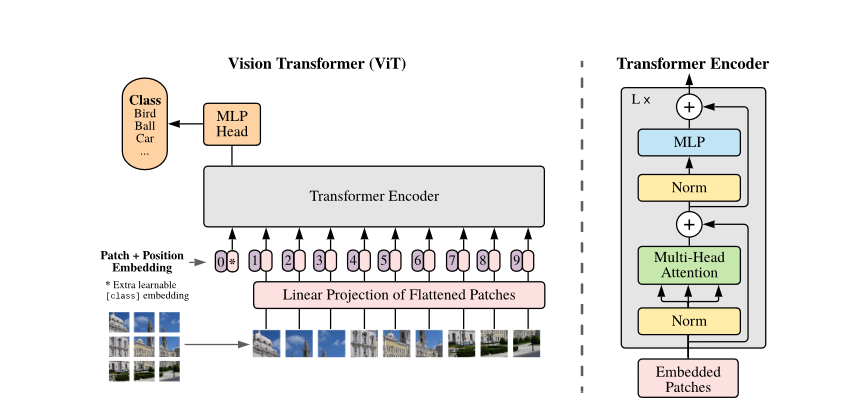 Vision Transformer (ViT)
Class
Bird
Ball
Car
...
MLP
Head
Transformer Encoder
Patch + Position
Embedding
* Extra learnable
[class] embedding
0 * 1 2 3 4 5 6 7 8 9
Linear Projection of Flattened Patches
Transformer Encoder
L x
+
MLP
Norm
+
Multi-Head
Attention
Norm
Embedded
Patches